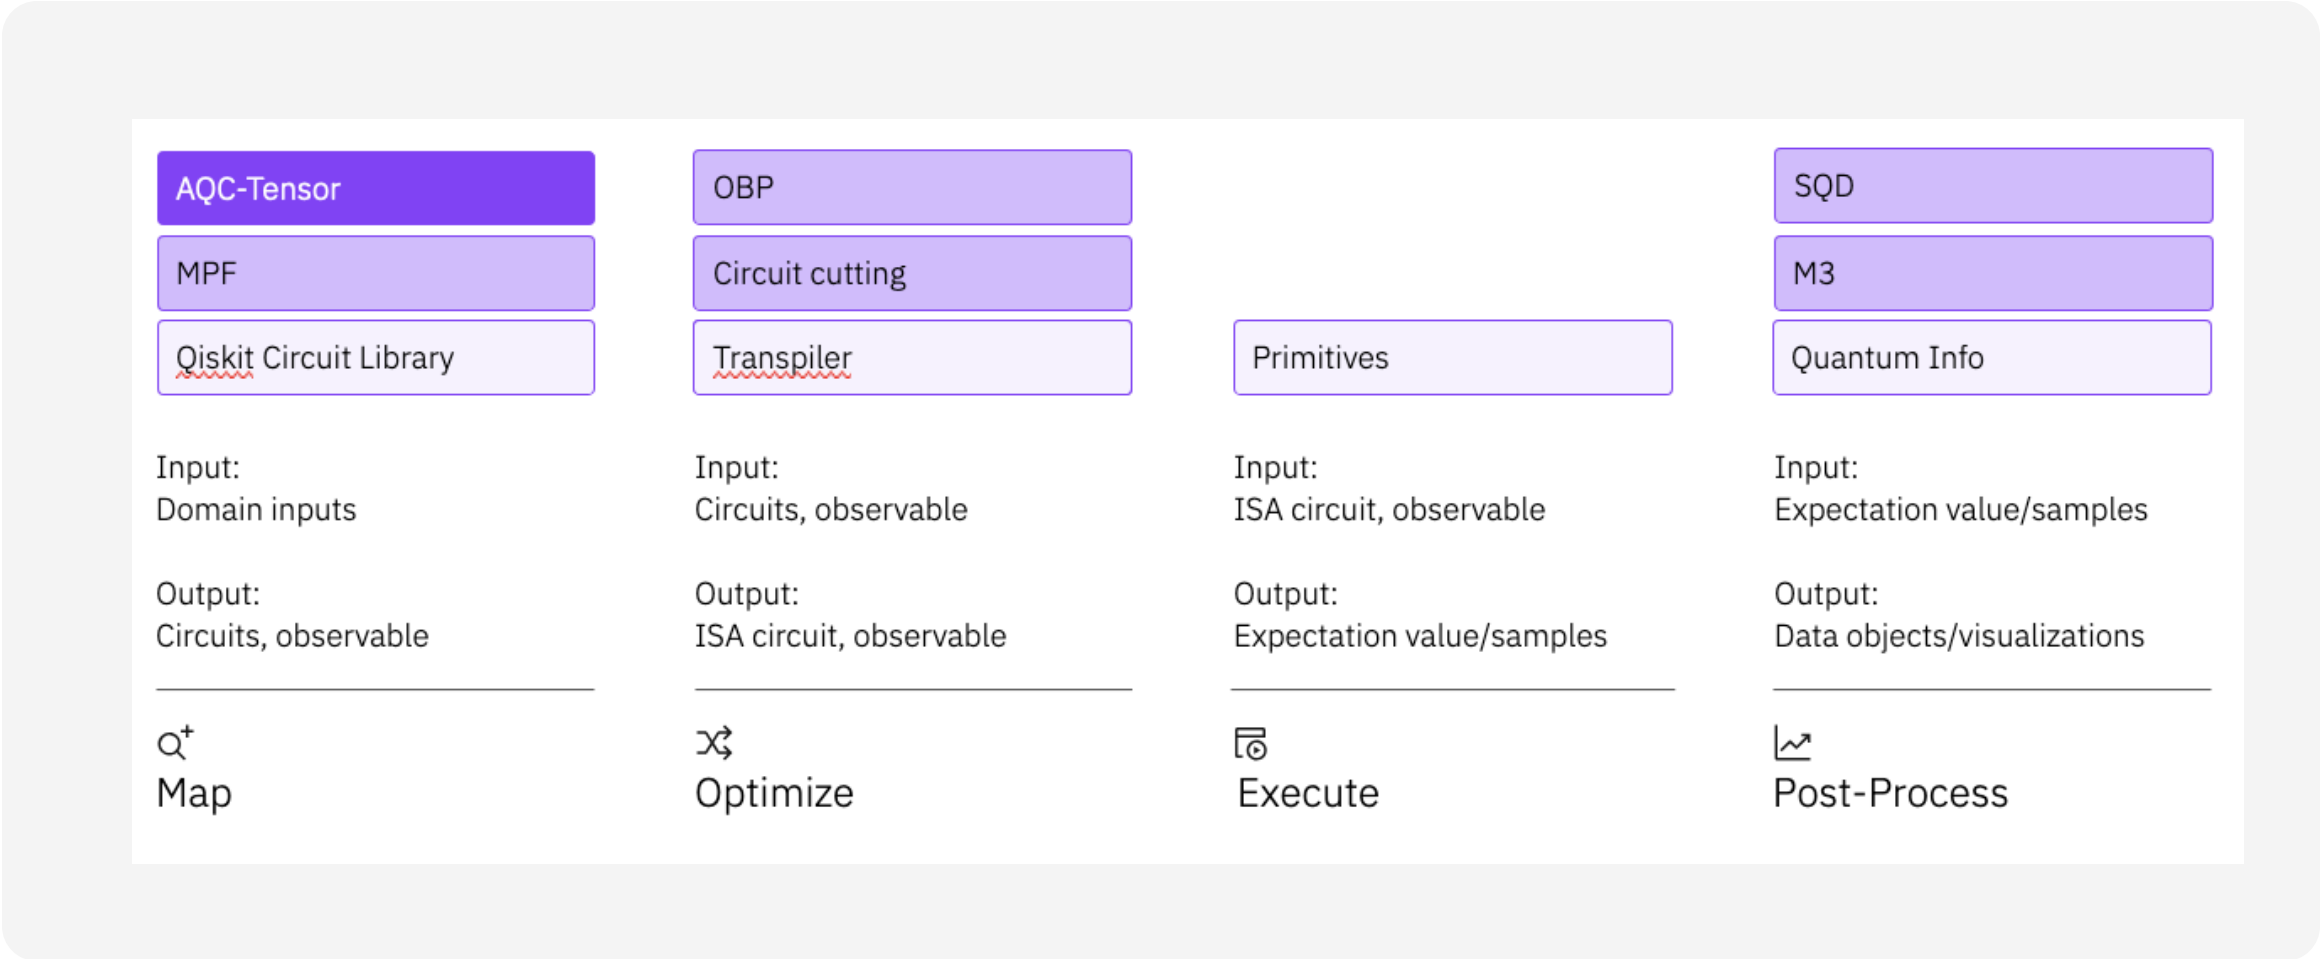 AQC-Tensor
MPF
Qiskit Circuit Library
Input:
Domain inputs
Output:
Circuits, observable
Map
OBP
Circuit cutting
Transpiler
Input:
Circuits, observable
Output:
ISA circuit, observable
Optimize
Primitives
Input:
ISA circuit, observable
Output:
Expectation value/samples
Execute
SQD
M3
Quantum Info
Input:
Expectation value/samples
Output:
Data objects/visualizations
Post-Process